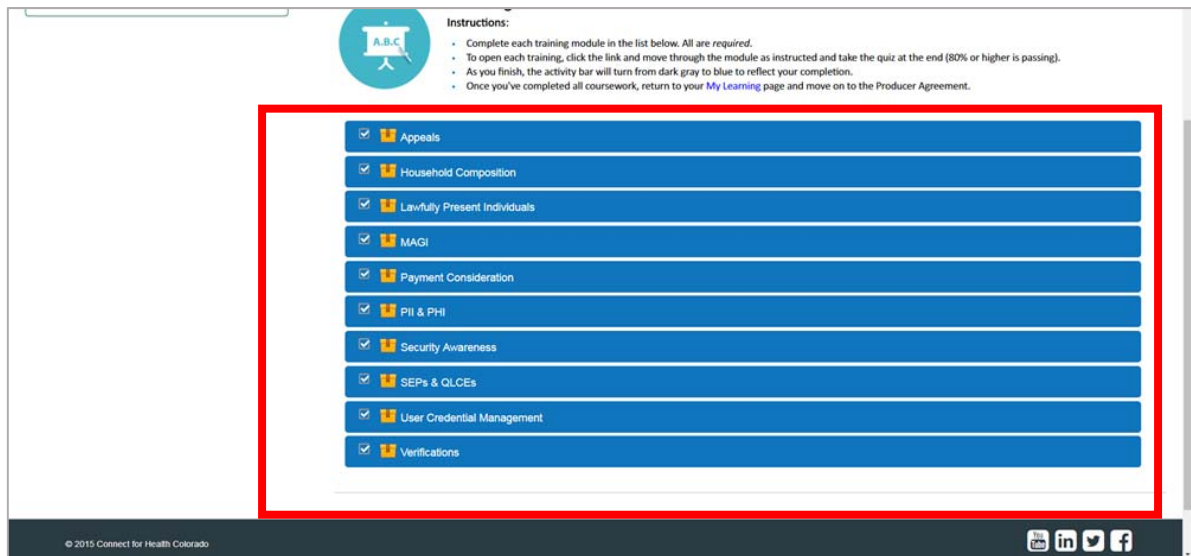 Instructions:
A.B.C
• Complete each training module in the list below. All are required.
• To open each training, click the link and move through the module as instructed and take the quiz at the end (80% or higher is passing).
• As you finish, the activity bar will turn from dark gray to blue to reflect your completion.
• Once you've completed all coursework, return to your My Learning page and move on to the Producer Agreement.
Appeals
Household Composition
Lawfully Present Individuals
MAGI
Payment Consideration
PII & PHI
Security Awareness
SEPs & QLCEs
User Credential Management
Verifications
© 2015 Connect for Health Colorado
You Tube in f